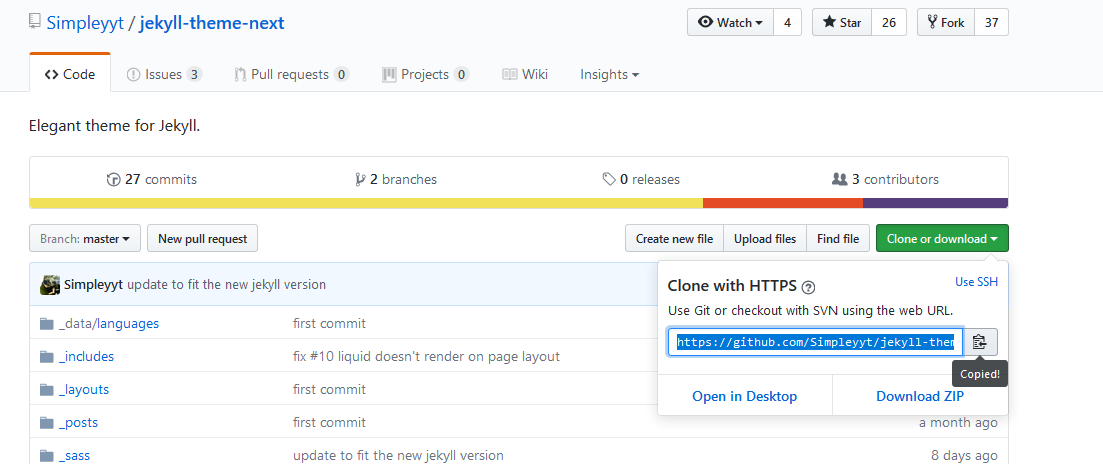 Simpleyyt / jekyll-theme-next
Watch 4 Star 26 Fork 37
Code Issues 3 Pull requests 0 Projects 0 Wiki Insights
Elegant theme for Jekyll.
27 commits 2 branches 0 releases 3 contributors
Branch: master New pull request Create new file Upload files Find file Clone or download
Simpleyyt update to fit the new jekyll version
Clone with HTTPS ? Use SSH
Use Git or checkout with SVN using the web URL.
https://github.com/Simpleyyt/jekyll-then
Copied!
Open in Desktop Download ZIP
_data/languages first commit
_includes fix #10 liquid doesn't render on page layout
_layouts first commit
_posts first commit a month ago
_sass update to fit the new jekyll version 8 days ago